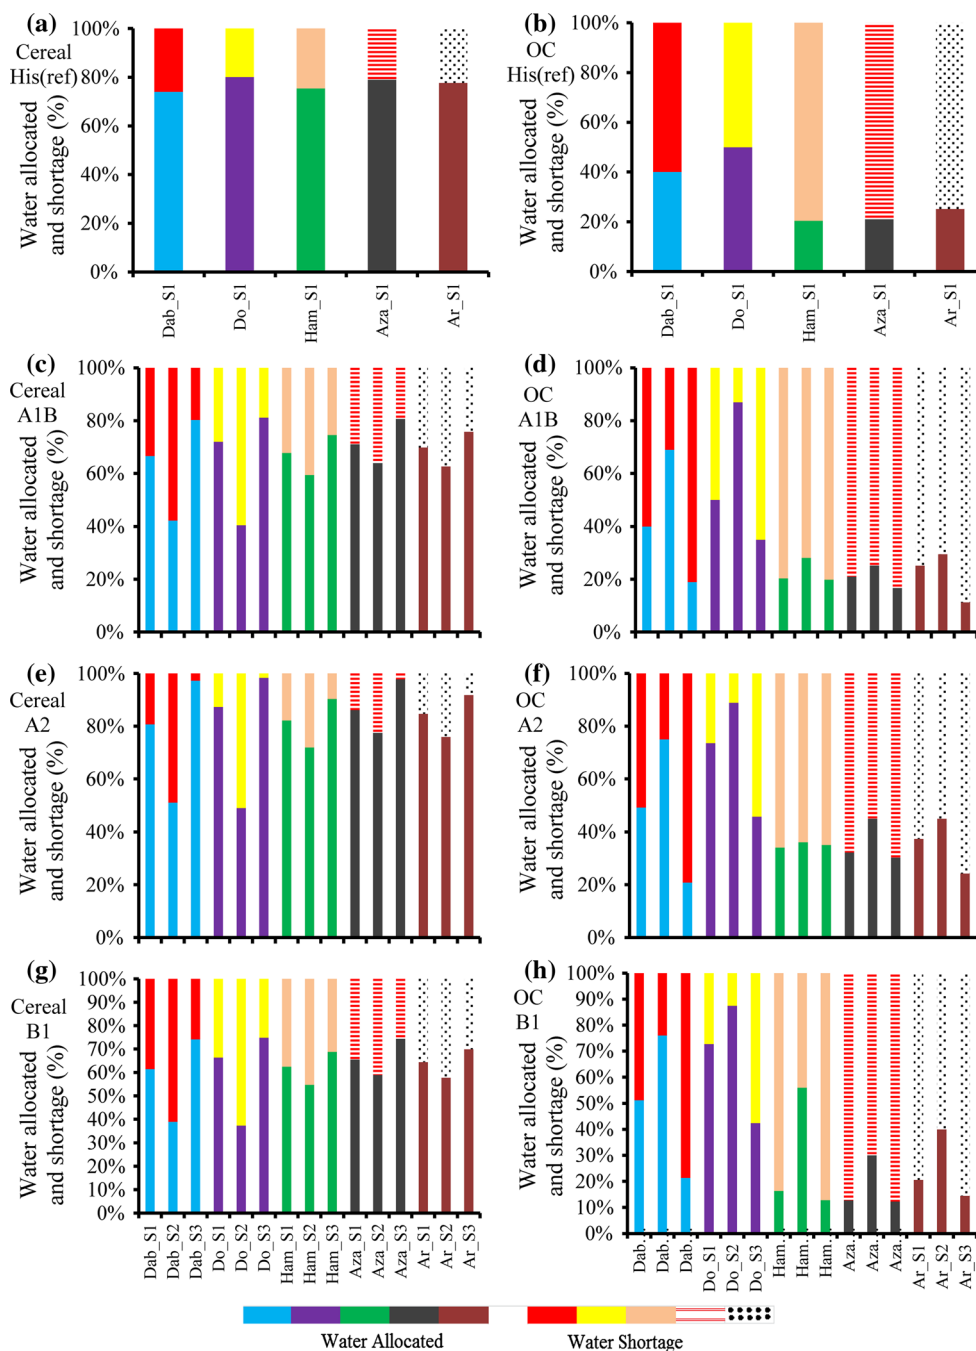 (a)
Cereal
His(ref)
Water allocated
and shortage (%)
100%
80%
60%
40%
20%
0%
Dab_S1
Do_S1
Ham_S1
Aza_S1
Ar_S1
(b)
OC
His(ref)
Water allocated
and shortage (%)
100%
80%
60%
40%
20%
0%
Dab_S1
Do_S1
Ham_S1
Aza_S1
Ar_S1
(c)
Cereal
A1B
Water allocated
and shortage (%)
100%
80%
60%
40%
20%
0%
(d)
OC
A1B
Water allocated
and shortage (%)
100%
80%
60%
40%
20%
0%
(e)
Cereal
A2
Water allocated
and shortage (%)
100%
80%
60%
40%
20%
0%
(f)
OC
A2
Water allocated
and shortage (%)
100%
80%
60%
40%
20%
0%
(g)
Cereal
B1
Water allocated
and shortage (%)
100%
90%
80%
70%
60%
50%
40%
30%
20%
10%
0%
Dab_S1
Dab_S2
Dab_S3
Do_S1
Do_S2
Do_S3
Ham_S1
Ham_S2
Ham_S3
Aza_S1
Aza_S2
Aza_S3
Ar_S1
Ar_S2
Ar_S3
(h)
OC
B1
Water allocated
and shortage (%)
100%
90%
80%
70%
60%
50%
40%
30%
20%
10%
0%
Dab...
Dab...
Dab...
Do_S1
Do_S2
Do_S3
Ham...
Ham...
Ham...
Aza...
Aza...
Aza...
Ar_S1
Ar_S2
Ar_S3
Water Allocated
Water Shortage